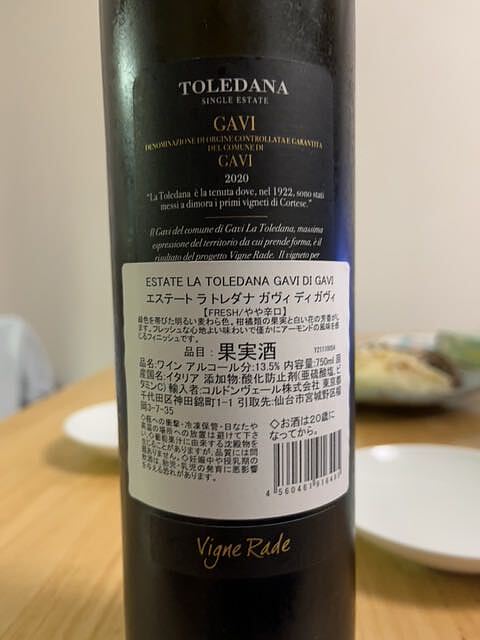 TOLEDANA
SINGLE ESTATE
GAVI
DENOMINAZIONE DI ORIGINE CONTROLLATA E GARANTITA
DEL COMUNE DI
GAVI
2020
"La Toledana è la tenuta dove, nel 1922, sono stati
messi a dimora i primi vigneti di Cortese."
Il Gavi del comune di Gavi La Toledana, massima
espressione del territorio da cui prende forma, è il
risultato del progetto Vigne Rade. Il vigneto per
ESTATE LA TOLEDANA GAVI DI GAVI
エステート ラ トレダナ ガヴィ ディ ガヴィ
【FRESH/やや辛口】
緑色を帯びた明るい麦わら色。柑橘類の果実と白い花の芳香がし
ます。フレッシュな心地よい味わいで僅かにアーモンドの風味を感
じるフィニッシュです。
品目:果実酒
品名:ワイン アルコール分:13.5% 内容量:750ml 原
産国名:イタリア 添加物:酸化防止剤(亜硫酸塩,ビ
タミンC) 輸入者:コルドンヴェール株式会社 東京都
千代田区神田錦町1-1 引取先:仙台市宮城野区福
3-7-35
◇お酒は20歳に
なってから。
Vigne Rade